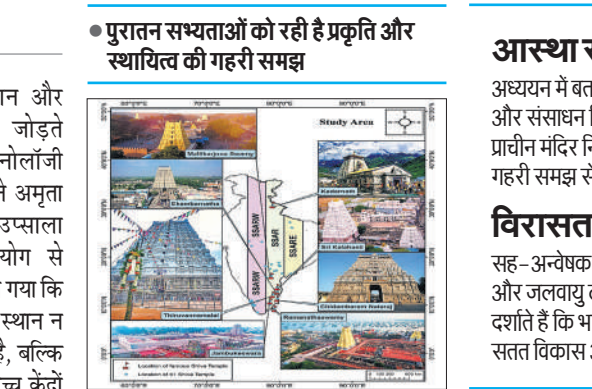 ● पुरातन सभ्यताओं को रही है प्रकृति और
स्थायित्व की गहरी समझ
न और
जोड़ते
नोलॉजी
ने अमृता
उप्साला
योग से
गया कि
स्थान न
है, बल्कि
च्च केंद्रों
Study Area
Mallikarjuna Swamy
Kedarnath
Sri Kalahasti
Chidambaram Nataraj
Thiruvannamalai
Ramanathaswamy
Jambukeswara
SSARW
SSAR
SSARE
Location of famous Shiva Temple
Location of 81 Shiva Temple
आस्था
अध्ययन में बत
और संसाधन
प्राचीन मंदिर नि
गहरी समझ से
विरासत
सह-अन्वेषक
और जलवायु
दर्शाते हैं कि भ
सतत विकास